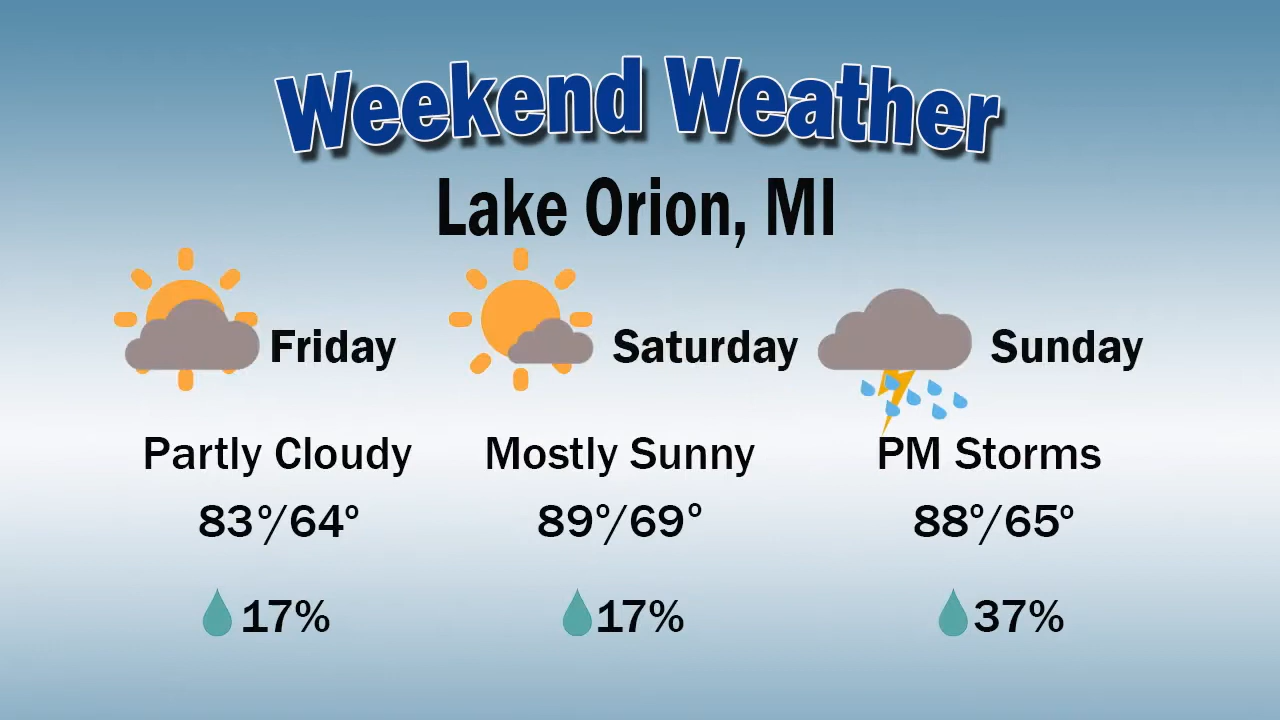 Weekend Weather
Lake Orion, MI
Friday
Partly Cloudy
83°/64°
17%
Saturday
Mostly Sunny
89°/69°
17%
Sunday
PM Storms
88°/65°
37%